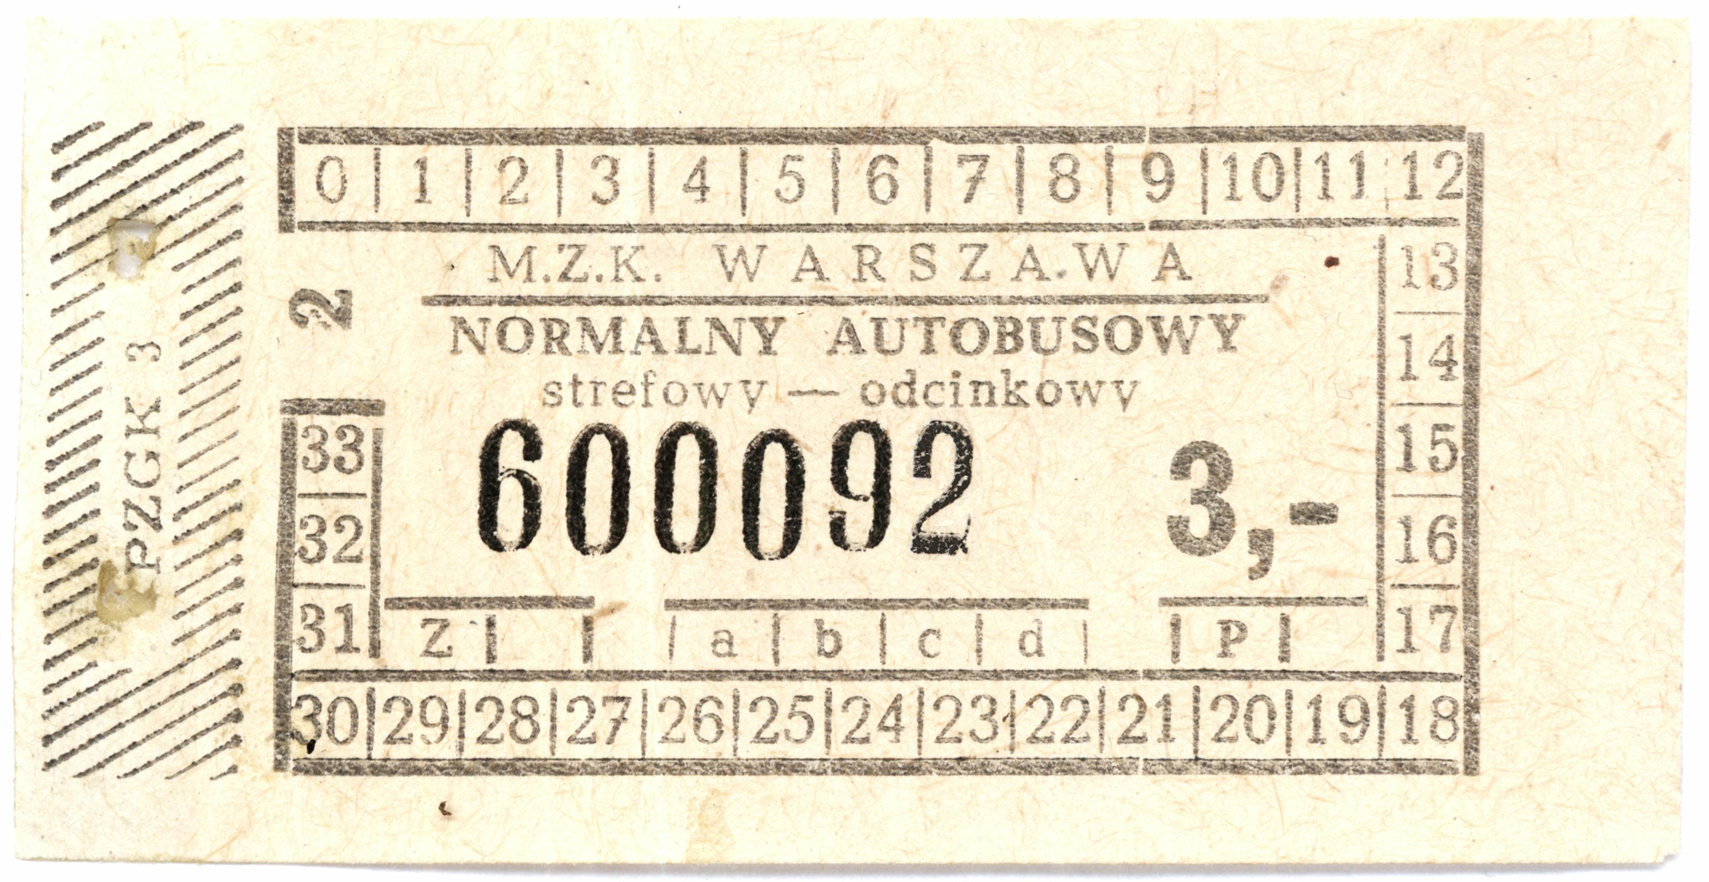 0 1 2 3 4 5 6 7 8 9 10 11 12
M.Z.K. WARSZAWA
13
2
NORMALNY AUTOBUSOWY
14
PZGK 3
strefowy — odcinkowy
33
600092
3,-
15
32
16
31
Z
a b c d
P
17
30 29 28 27 26 25 24 23 22 21 20 19 18